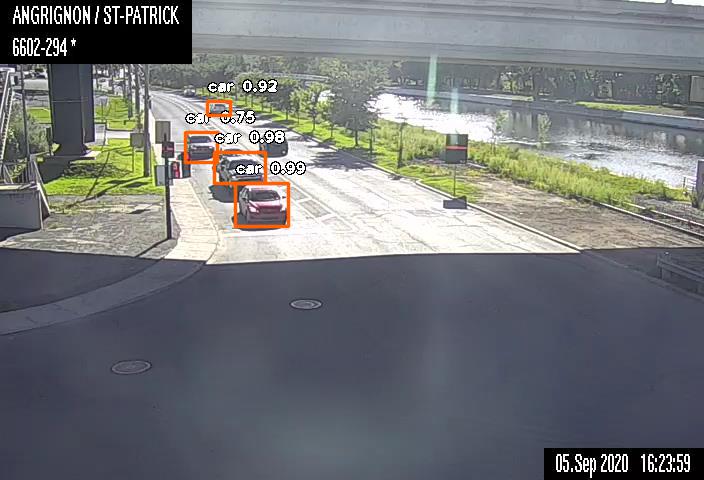 ANGRIGNON / ST-PATRICK
6602-294 *
car 0.92
car 0.75
car 0.98
car 0.99
05.Sep 2020 16:23:59